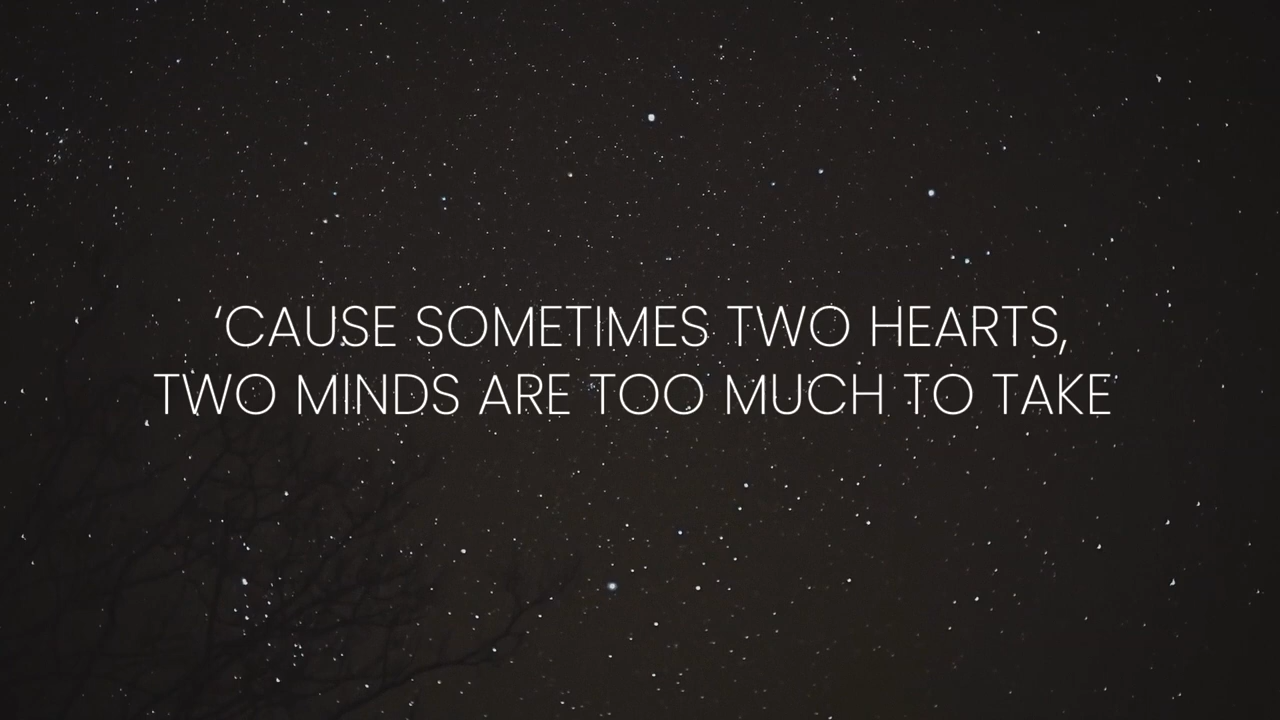 ‘CAUSE SOMETIMES TWO HEARTS,
TWO MINDS ARE TOO MUCH TO TAKE